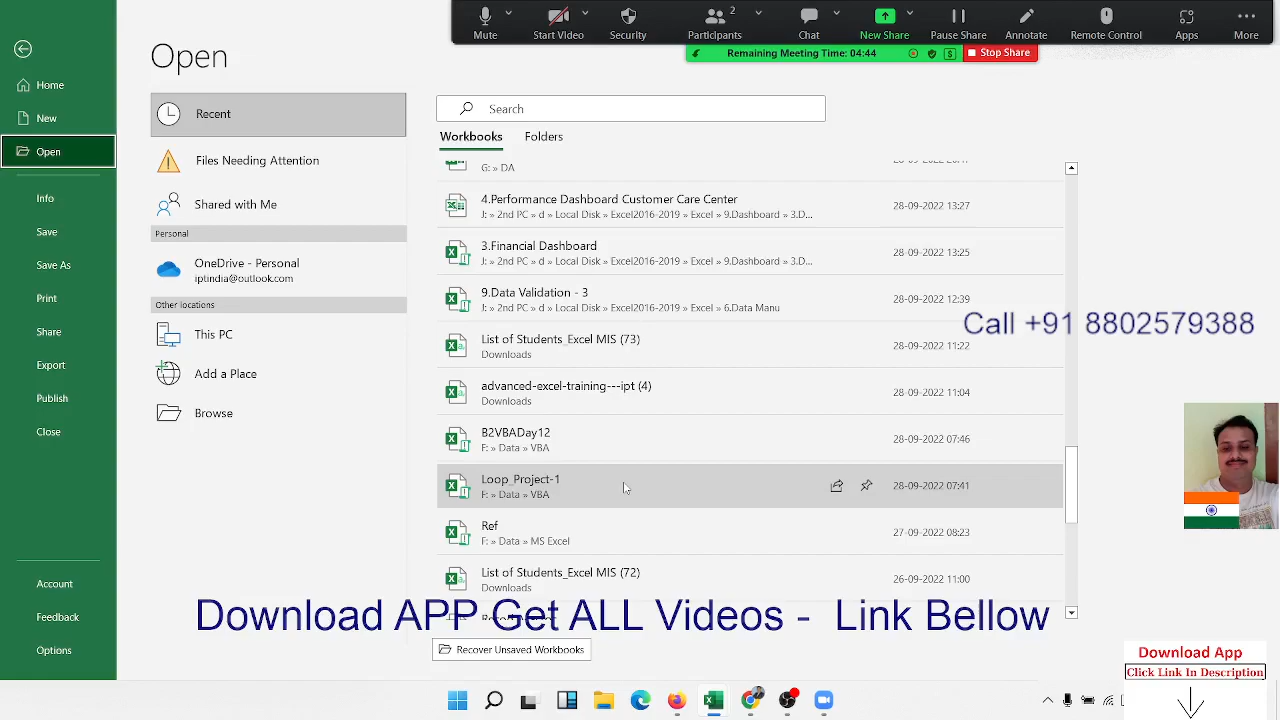 Mute
Start Video
Security
Participants
2
Chat
New Share
Pause Share
Annotate
Remote Control
Apps
More
Remaining Meeting Time: 04:44
Stop Share
Open
Home
New
Open
Info
Save
Save As
Print
Share
Export
Publish
Close
Account
Feedback
Options
Recent
Files Needing Attention
Shared with Me
Personal
OneDrive - Personal
iptindia@outlook.com
Other locations
This PC
Add a Place
Browse
Search
Workbooks Folders
G: » DA
4.Performance Dashboard Customer Care Center
J: » 2nd PC » d » Local Disk » Excel2016-2019 » Excel » 9.Dashboard » 3.D...
28-09-2022 13:27
3.Financial Dashboard
J: » 2nd PC » d » Local Disk » Excel2016-2019 » Excel » 9.Dashboard » 3.D...
28-09-2022 13:25
9.Data Validation - 3
J: » 2nd PC » d » Local Disk » Excel2016-2019 » Excel » 6.Data Manu
28-09-2022 12:39
List of Students_Excel MIS (73)
Downloads
28-09-2022 11:22
advanced-excel-training---ipt (4)
Downloads
28-09-2022 11:04
B2VBADay12
F: » Data » VBA
28-09-2022 07:46
Loop_Project-1
F: » Data » VBA
28-09-2022 07:41
Ref
F: » Data » MS Excel
27-09-2022 08:23
List of Students_Excel MIS (72)
Downloads
26-09-2022 11:00
Recover Unsaved Workbooks
Call +91 8802579388
Download APP Get ALL Videos - Link Bellow
Download App
Click Link In Description